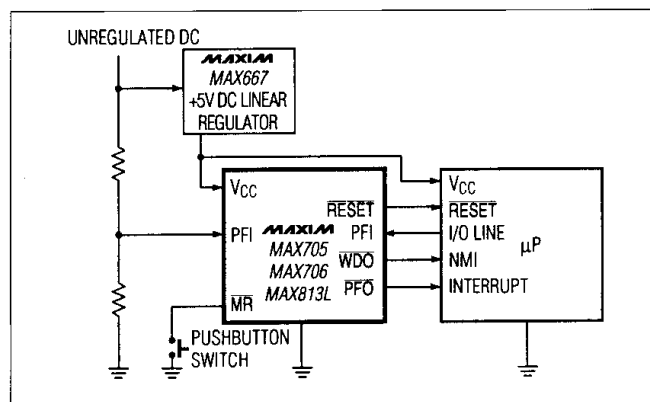 UNREGULATED DC
MAXIM
MAX667
+5V DC LINEAR
REGULATOR
VCC
PFI
MR
MAXIM
MAX705
MAX706
MAX813L
RESET
PFI
WDO
PFO
VCC
RESET
I/O LINE
NMI
INTERRUPT
µP
PUSHBUTTON
SWITCH